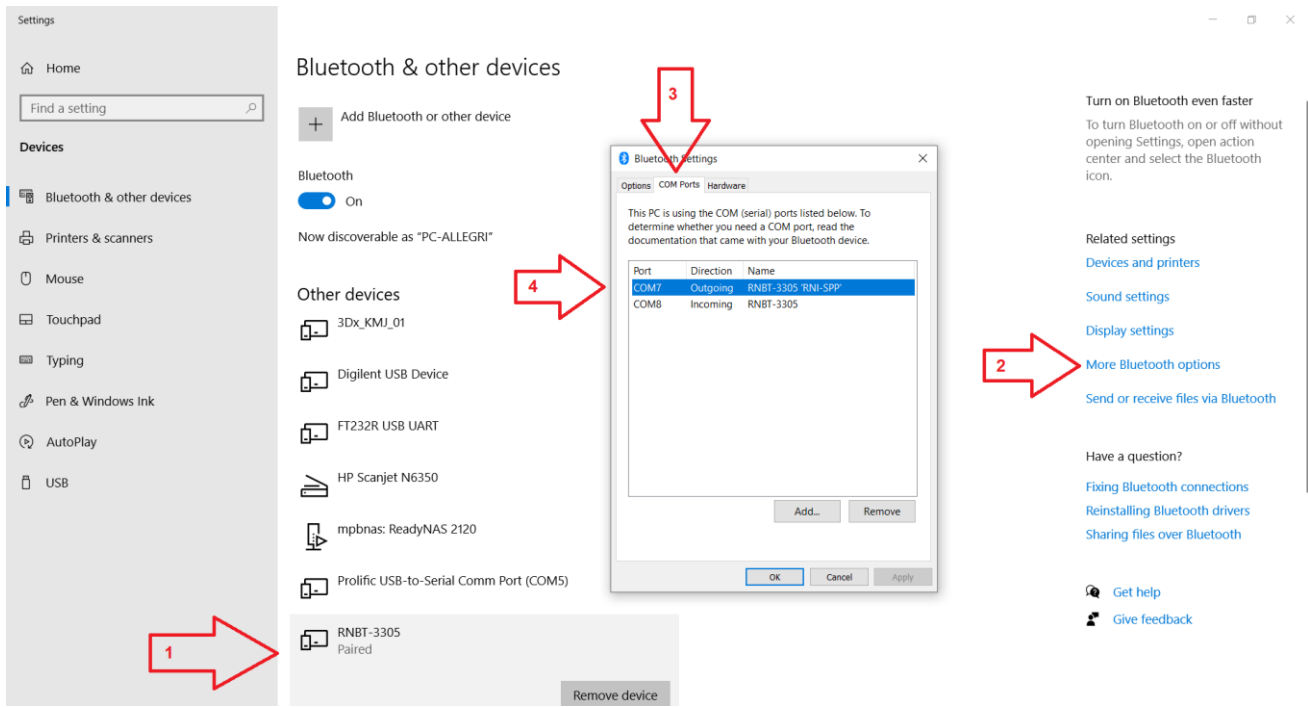 Settings
Home
Find a setting
Devices
Bluetooth & other devices
Printers & scanners
Mouse
Touchpad
Typing
Pen & Windows Ink
AutoPlay
USB
Bluetooth & other devices
Add Bluetooth or other device
Bluetooth
On
Now discoverable as "PC-ALLEGRI"
Other devices
3Dx_KMJ_01
Digilent USB Device
FT232R USB UART
HP Scanjet N6350
mpbnas: ReadyNAS 2120
Prolific USB-to-Serial Comm Port (COM5)
1
RNBT-3305
Paired
Remove device
3
Bluetooth Settings
Options COM Ports Hardware
This PC is using the COM (serial) ports listed below. To
determine whether you need a COM port, read the
documentation that came with your Bluetooth device.
4
Port Direction Name
COM7 Outgoing RNBT-3305 'RNI-SPP'
COM8 Incoming RNBT-3305
Add... Remove
OK Cancel Apply
Turn on Bluetooth even faster
To turn Bluetooth on or off without
opening Settings, open action
center and select the Bluetooth
icon.
Related settings
Devices and printers
Sound settings
Display settings
2
More Bluetooth options
Send or receive files via Bluetooth
Have a question?
Fixing Bluetooth connections
Reinstalling Bluetooth drivers
Sharing files over Bluetooth
Get help
Give feedback